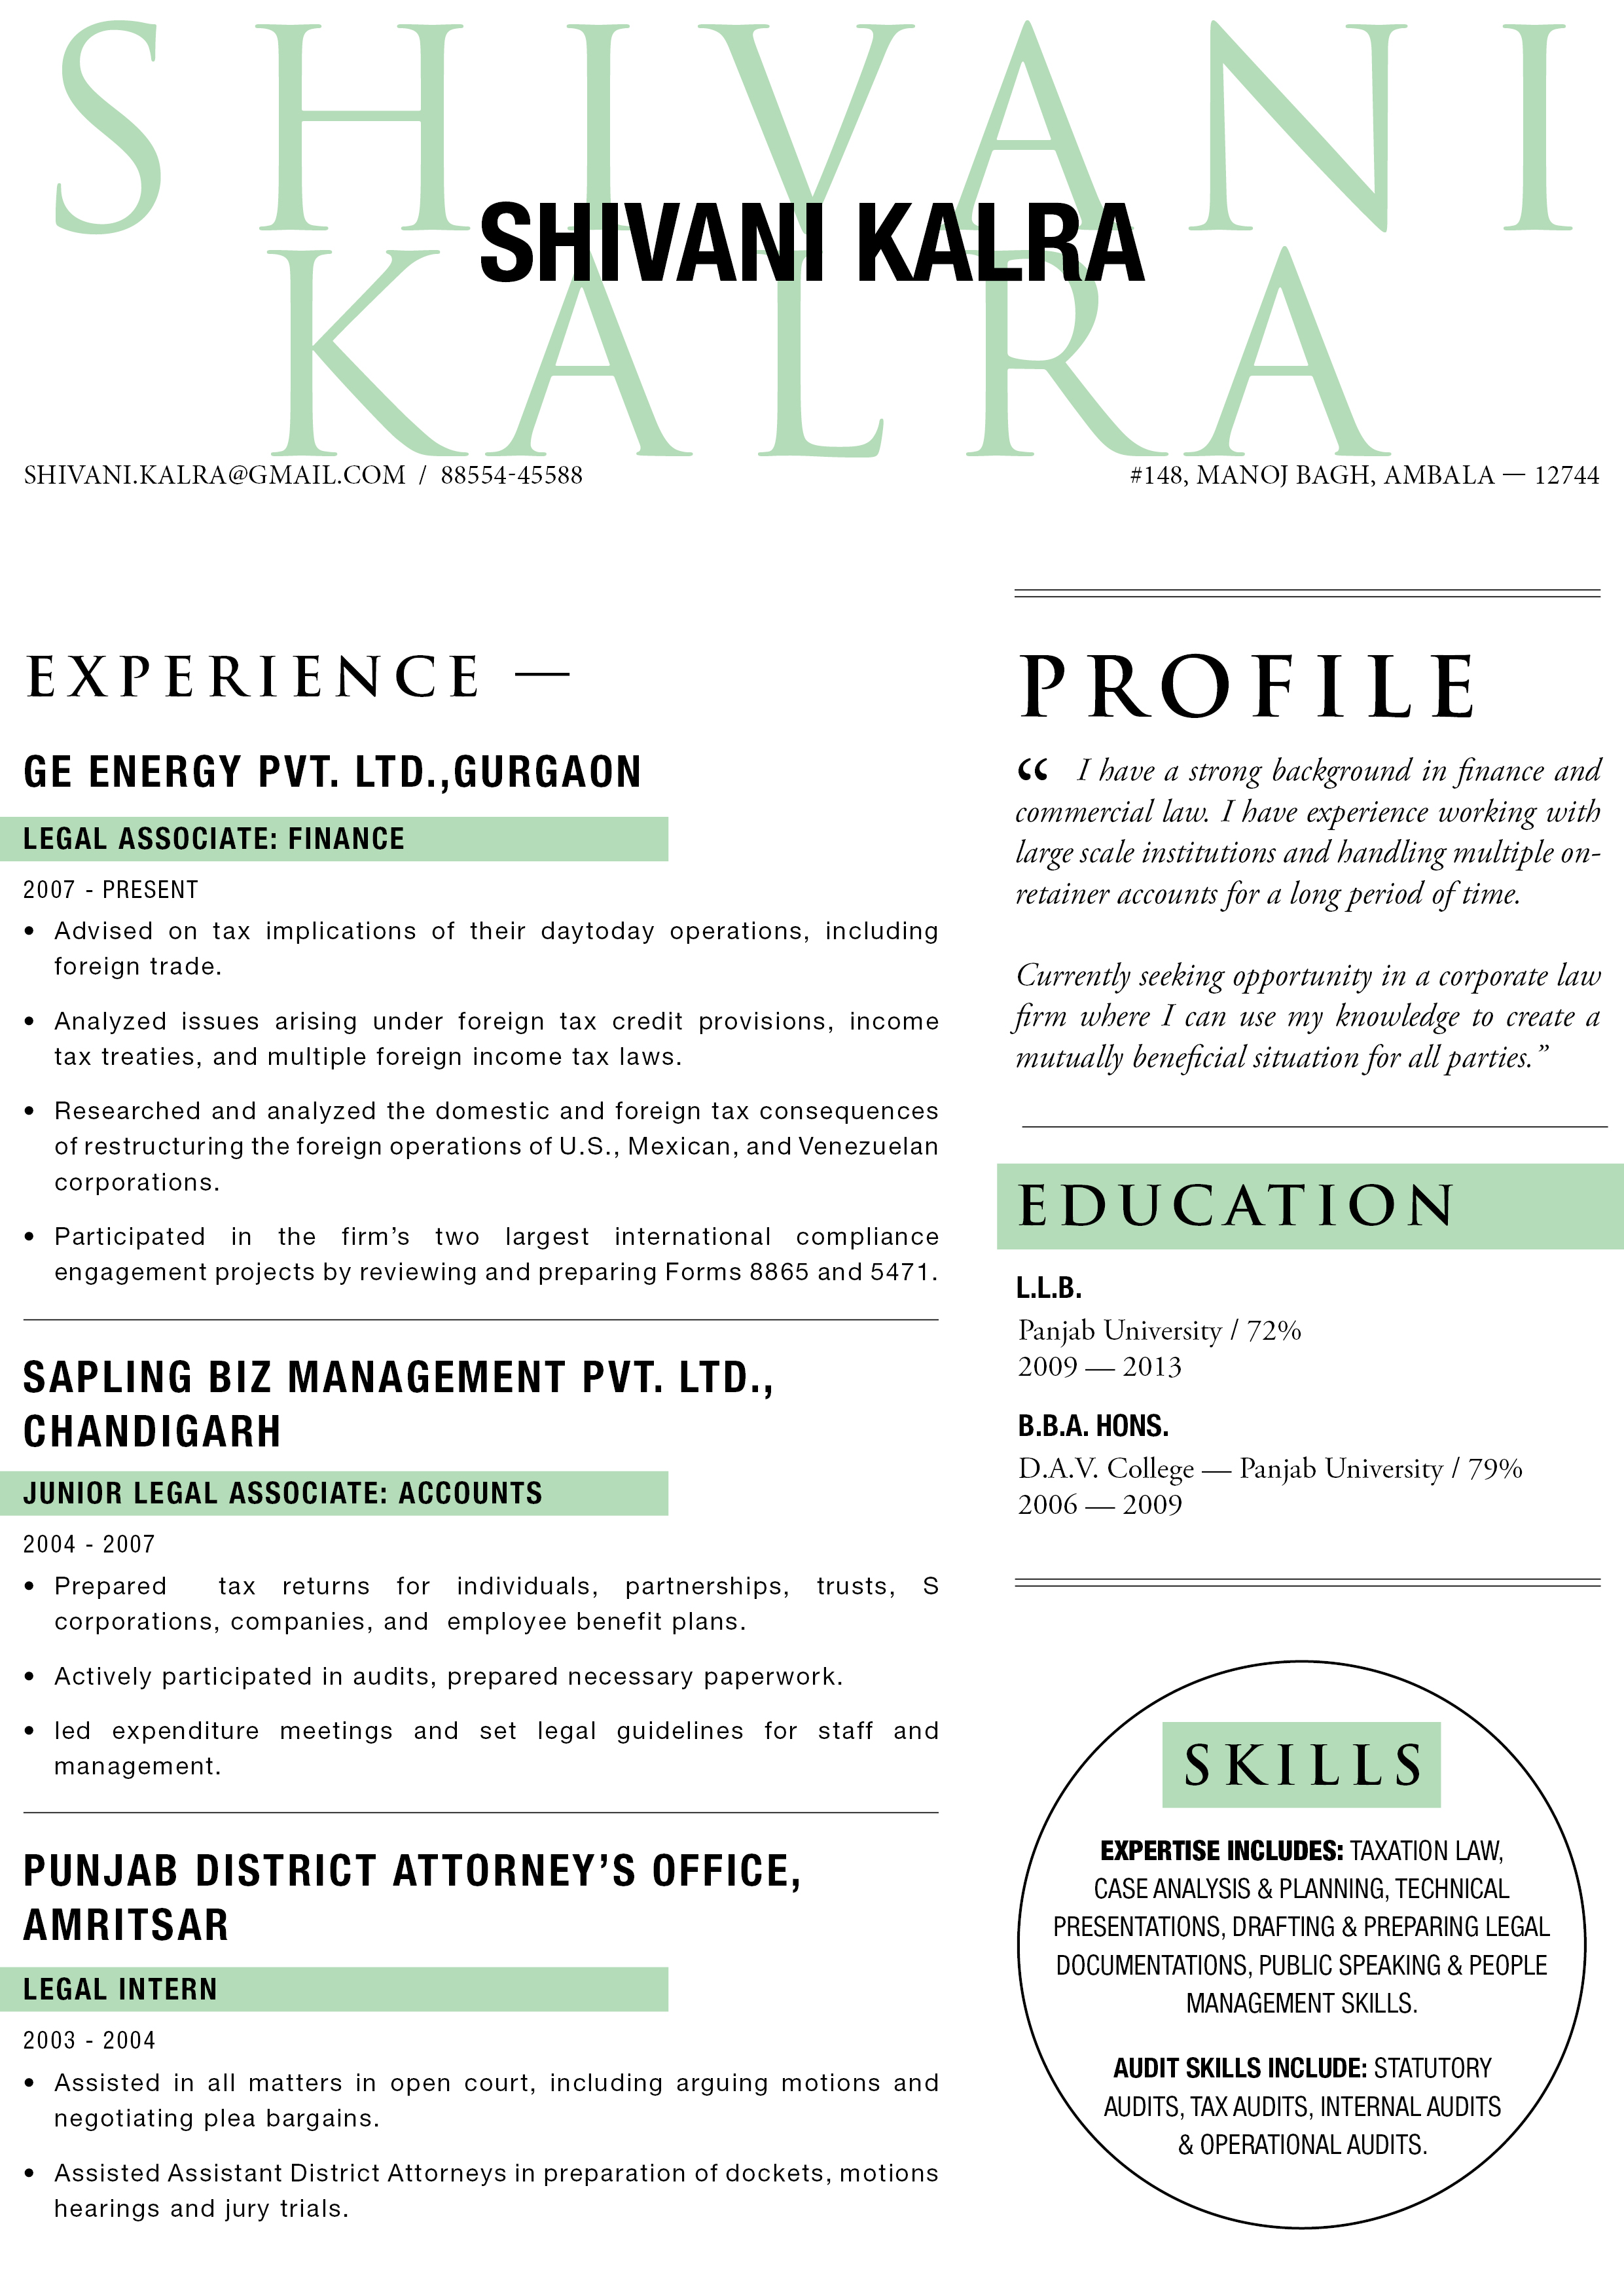 SHIVANI
KALRA
SHIVANI KALRA
SHIVANI.KALRA@GMAIL.COM / 88554-45588
#148, MANOJ BAGH, AMBALA — 12744
EXPERIENCE —
GE ENERGY PVT. LTD.,GURGAON
LEGAL ASSOCIATE: FINANCE
2007 - PRESENT
• Advised on tax implications of their daytoday operations, including
foreign trade.
• Analyzed issues arising under foreign tax credit provisions, income
tax treaties, and multiple foreign income tax laws.
• Researched and analyzed the domestic and foreign tax consequences
of restructuring the foreign operations of U.S., Mexican, and Venezuelan
corporations.
• Participated in the firm’s two largest international compliance
engagement projects by reviewing and preparing Forms 8865 and 5471.
SAPLING BIZ MANAGEMENT PVT. LTD.,
CHANDIGARH
JUNIOR LEGAL ASSOCIATE: ACCOUNTS
2004 - 2007
• Prepared tax returns for individuals, partnerships, trusts, S
corporations, companies, and employee benefit plans.
• Actively participated in audits, prepared necessary paperwork.
• led expenditure meetings and set legal guidelines for staff and
management.
PUNJAB DISTRICT ATTORNEY’S OFFICE,
AMRITSAR
LEGAL INTERN
2003 - 2004
• Assisted in all matters in open court, including arguing motions and
negotiating plea bargains.
• Assisted Assistant District Attorneys in preparation of dockets, motions
hearings and jury trials.
PROFILE
“ I have a strong background in finance and
commercial law. I have experience working with
large scale institutions and handling multiple on-
retainer accounts for a long period of time.
Currently seeking opportunity in a corporate law
firm where I can use my knowledge to create a
mutually beneficial situation for all parties.”
EDUCATION
L.L.B.
Panjab University / 72%
2009 — 2013
B.B.A. HONS.
D.A.V. College — Panjab University / 79%
2006 — 2009
SKILLS
EXPERTISE INCLUDES: TAXATION LAW,
CASE ANALYSIS & PLANNING, TECHNICAL
PRESENTATIONS, DRAFTING & PREPARING LEGAL
DOCUMENTATIONS, PUBLIC SPEAKING & PEOPLE
MANAGEMENT SKILLS.
AUDIT SKILLS INCLUDE: STATUTORY
AUDITS, TAX AUDITS, INTERNAL AUDITS
& OPERATIONAL AUDITS.